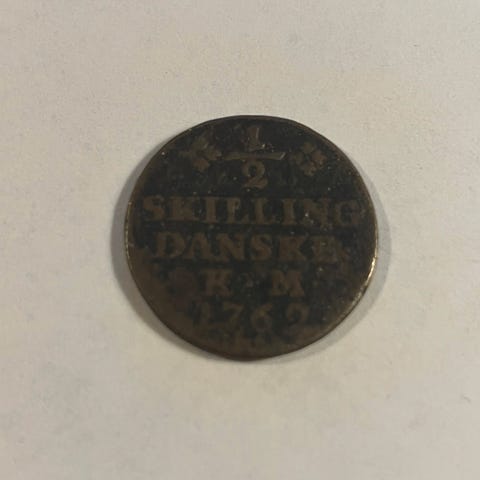 1/2
SKILLING
DANSKE
K M
1762